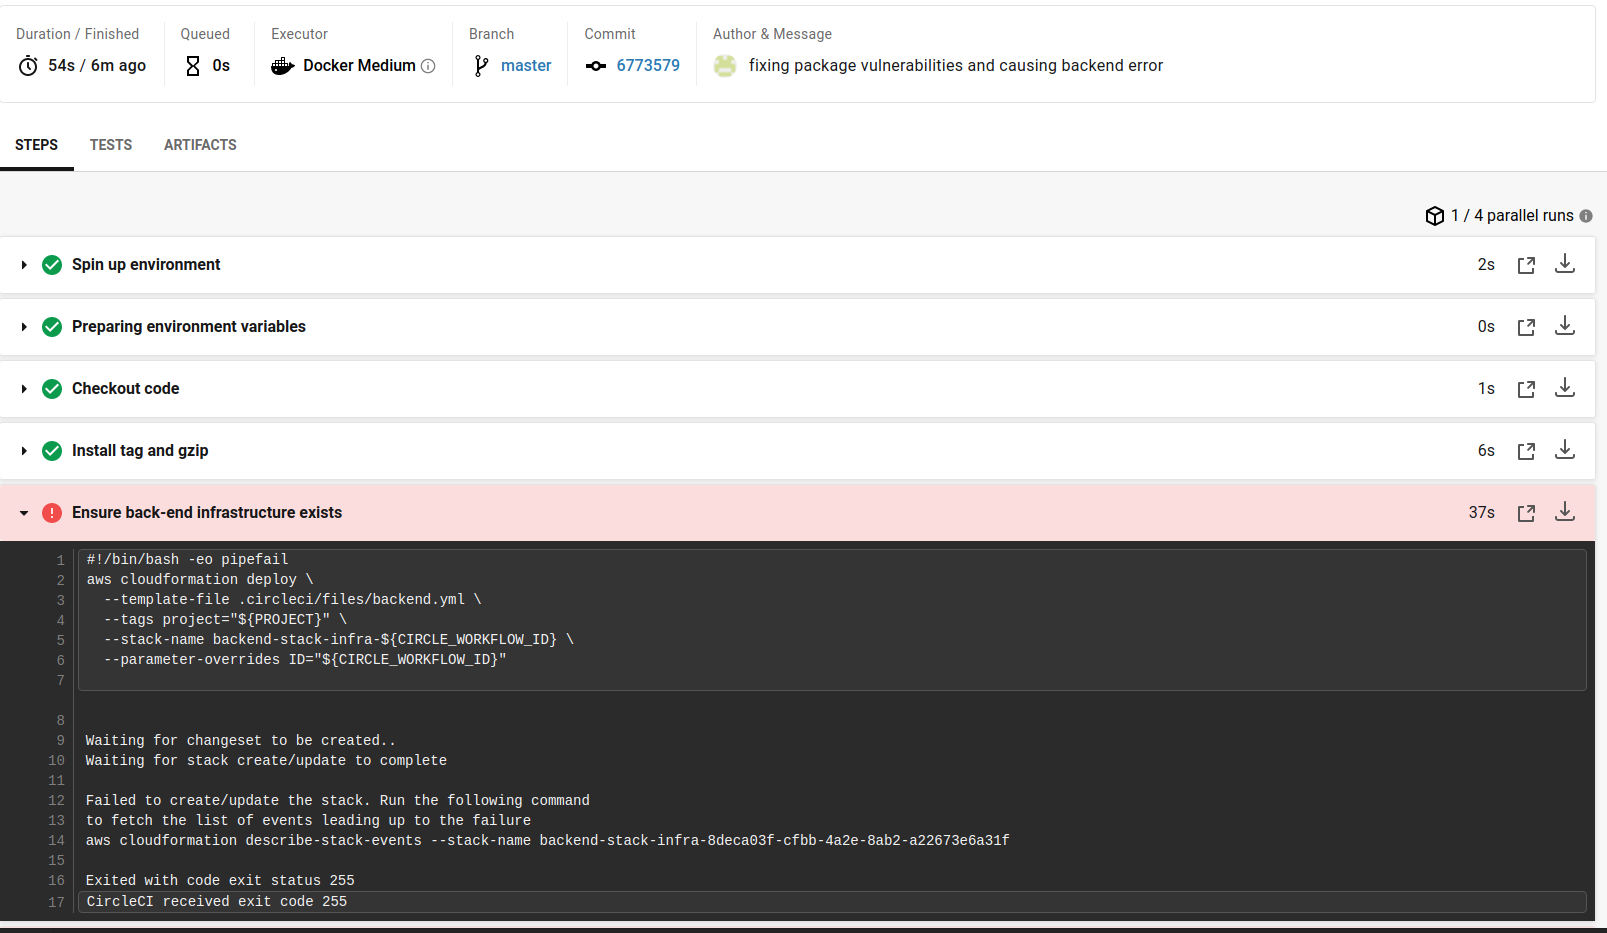 Duration / Finished
54s / 6m ago
Queued
0s
Executor
Docker Medium
Branch
master
Commit
6773579
Author & Message
fixing package vulnerabilities and causing backend error
STEPS
TESTS
ARTIFACTS
1 / 4 parallel runs
Spin up environment
2s
Preparing environment variables
0s
Checkout code
1s
Install tag and gzip
6s
Ensure back-end infrastructure exists
37s
1 #!/bin/bash -eo pipefail
2 aws cloudformation deploy \
3   --template-file .circleci/files/backend.yml \
4   --tags project="${PROJECT}" \
5   --stack-name backend-stack-infra-${CIRCLE_WORKFLOW_ID} \
6   --parameter-overrides ID="${CIRCLE_WORKFLOW_ID}"
7
8
9 Waiting for changeset to be created..
10 Waiting for stack create/update to complete
11
12 Failed to create/update the stack. Run the following command
13 to fetch the list of events leading up to the failure
14 aws cloudformation describe-stack-events --stack-name backend-stack-infra-8deca03f-cfbb-4a2e-8ab2-a22673e6a31f
15
16 Exited with code exit status 255
17 CircleCI received exit code 255